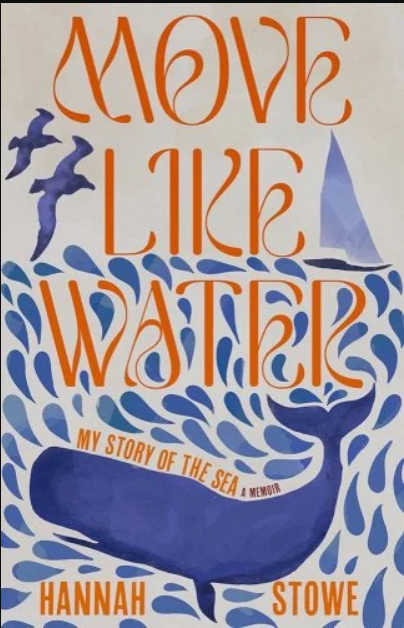 MOVE
LIKE
WATER
MY STORY OF THE SEA A MEMOIR
HANNAH STOWE